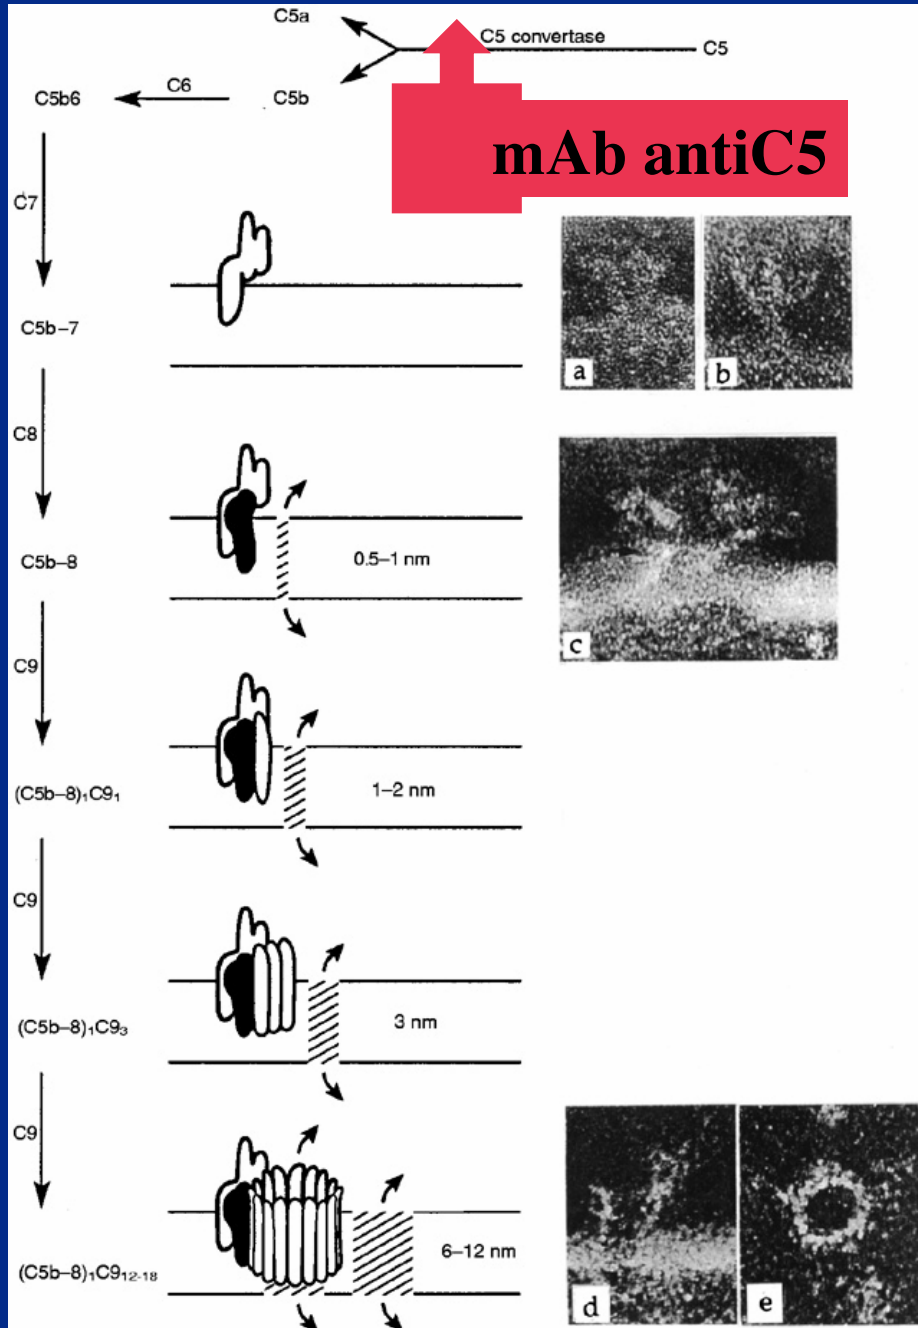 C5a
C5 convertase
C5
C5b6
C6
C5b
mAb antiC5
C7
a
b
C5b–7
C8
C5b–8
0.5–1 nm
c
C9
(C5b–8)₁C9₁
1–2 nm
C9
(C5b–8)₁C9₃
3 nm
C9
(C5b–8)₁C9₁₂₋₁₈
6–12 nm
d
e